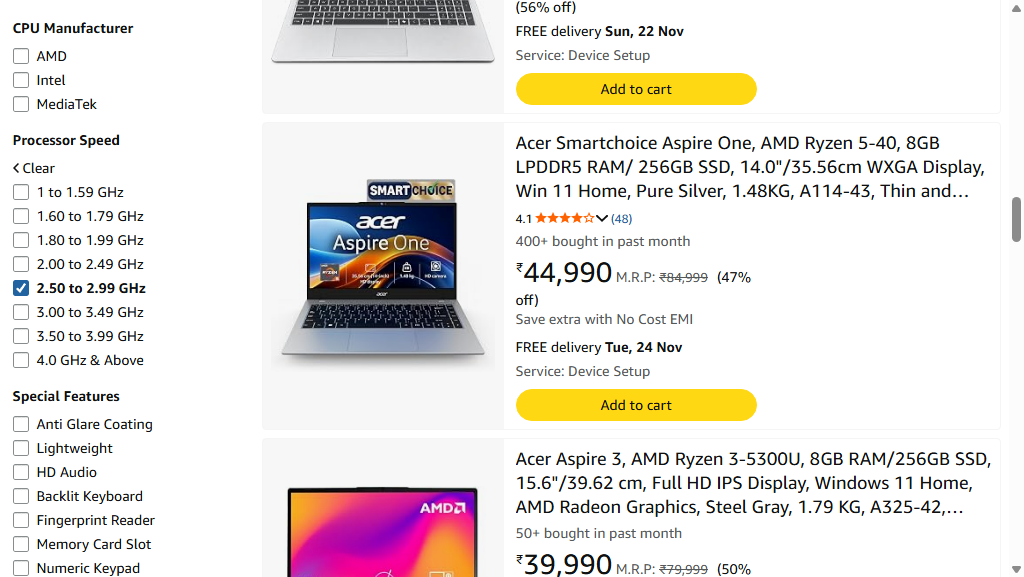 CPU Manufacturer
AMD
Intel
MediaTek
Processor Speed
Clear
1 to 1.59 GHz
1.60 to 1.79 GHz
1.80 to 1.99 GHz
2.00 to 2.49 GHz
2.50 to 2.99 GHz
3.00 to 3.49 GHz
3.50 to 3.99 GHz
4.0 GHz & Above
Special Features
Anti Glare Coating
Lightweight
HD Audio
Backlit Keyboard
Fingerprint Reader
Memory Card Slot
Numeric Keypad
(56% off)
FREE delivery Sun, 22 Nov
Service: Device Setup
Add to cart
SMARTCHOICE
acer
Aspire One
RYZEN
HD camera
acer
Acer Smartchoice Aspire One, AMD Ryzen 5-40, 8GB
LPDDR5 RAM/ 256GB SSD, 14.0"/35.56cm WXGA Display,
Win 11 Home, Pure Silver, 1.48KG, A114-43, Thin and…
4.1 (48)
400+ bought in past month
₹44,990 M.R.P: ₹84,999 (47%
off)
Save extra with No Cost EMI
FREE delivery Tue, 24 Nov
Service: Device Setup
Add to cart
AMD
Acer Aspire 3, AMD Ryzen 3-5300U, 8GB RAM/256GB SSD,
15.6"/39.62 cm, Full HD IPS Display, Windows 11 Home,
AMD Radeon Graphics, Steel Gray, 1.79 KG, A325-42,…
50+ bought in past month
₹39,990 M.R.P: ₹79,999 (50%